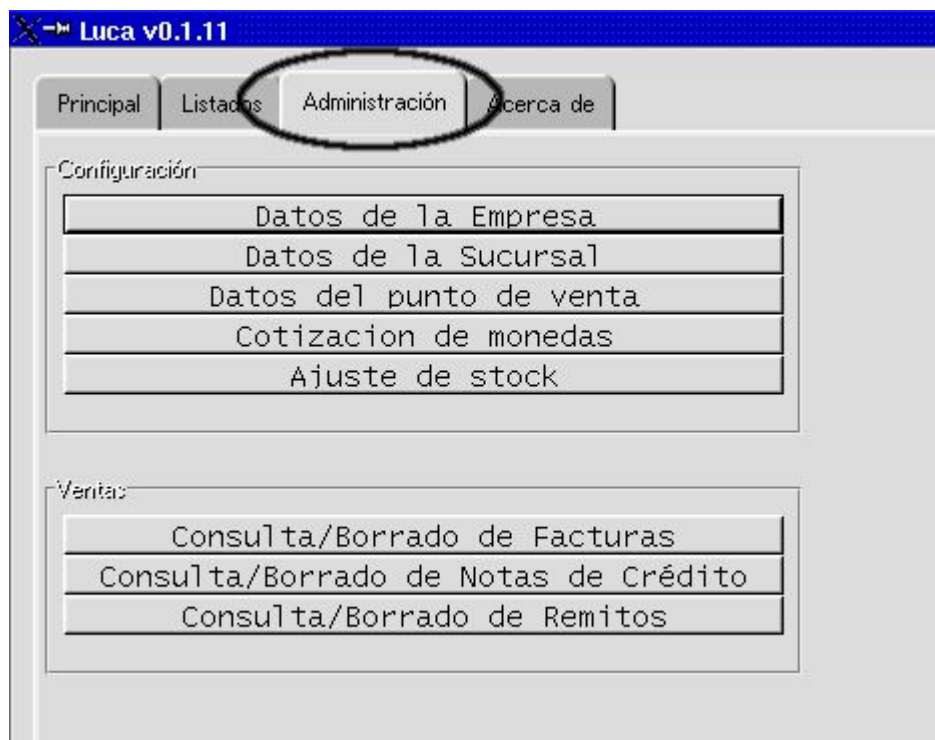 Luca v0.1.11
Principal Listados Administración Acerca de
Configuración
Datos de la Empresa
Datos de la Sucursal
Datos del punto de venta
Cotizacion de monedas
Ajuste de stock
Ventas
Consulta/Borrado de Facturas
Consulta/Borrado de Notas de Crédito
Consulta/Borrado de Remitos